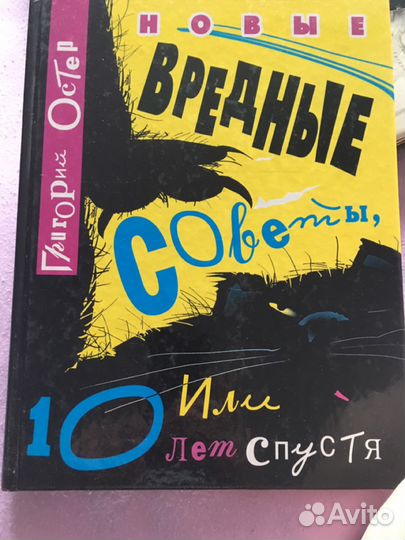 Григорий Остер
НОВЫЕ
ВРЕДНЫЕ
Советы,
Или
10 Лет спустя
Avito